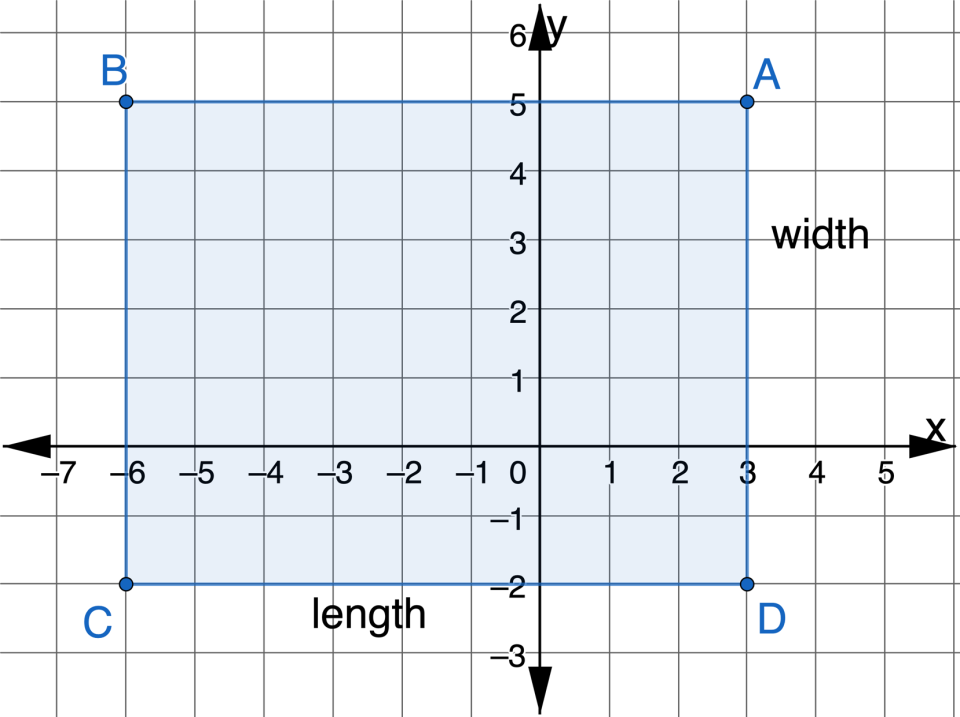 y
6
B
A
5
4
width
3
2
1
x
–7 –6 –5 –4 –3 –2 –1 0 1 2 3 4 5
–1
–2
length
C
D
–3